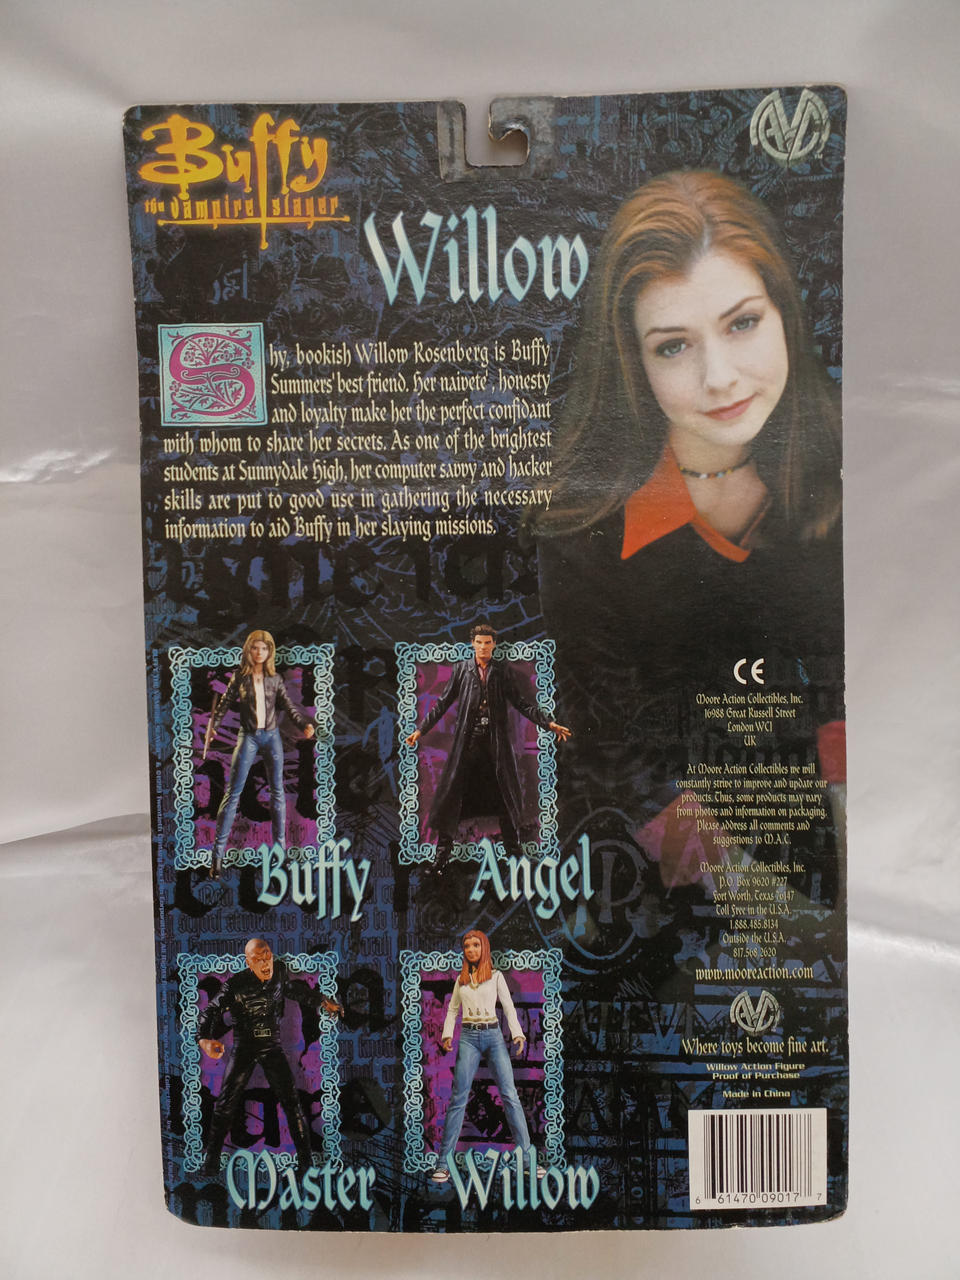 Buffy
the vampire slayer
MAC
TM
Willow
Shy, bookish Willow Rosenberg is Buffy
Summers' best friend. Her naivete', honesty
and loyalty make her the perfect confidant
with whom to share her secrets. As one of the brightest
students at Sunnydale High, her computer savvy and hacker
skills are put to good use in gathering the necessary
information to aid Buffy in her slaying missions.
Buffy
Angel
Master
Willow
CE
Moore Action Collectibles, Inc.
16988 Great Russell Street
London WC1
UK
At Moore Action Collectibles we will
constantly strive to improve and update our
products. Thus, some products may vary
from photos and information on packaging.
Please address all comments and
suggestions to M.A.C.
Moore Action Collectibles, Inc.
P.O. Box 9620 #227
Fort Worth, Texas 76147
Toll Free in the U.S.A.
1.888.485.8134
Outside the U.S.A.
817.568.2620
www.mooreaction.com
MAC
Where toys become fine art.
Willow Action Figure
Proof of Purchase
Made in China
6 61470 09017 7